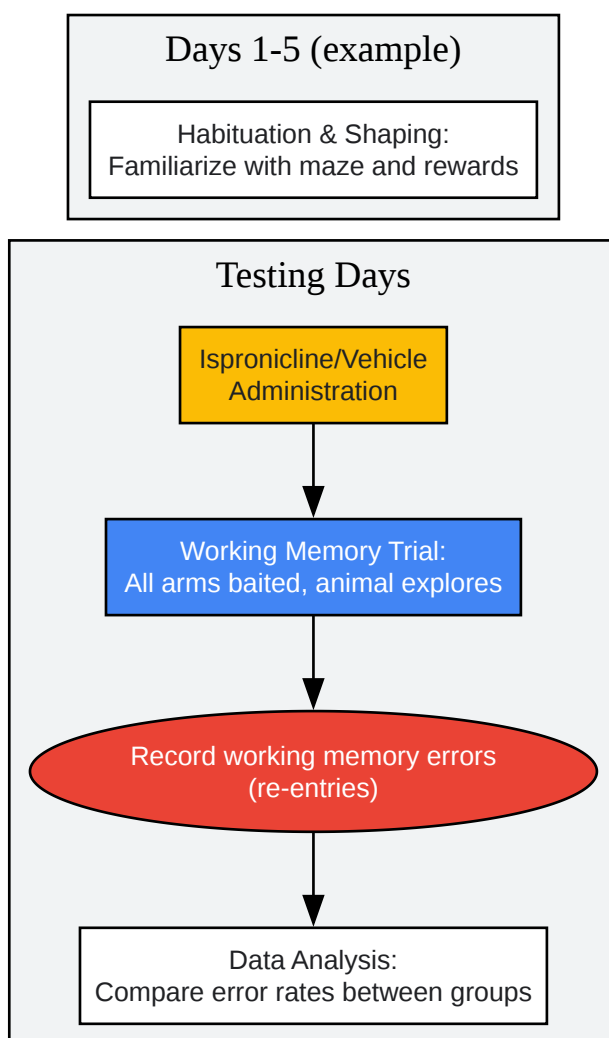 Days 1-5 (example)
Habituation & Shaping:
Familiarize with maze and rewards
Testing Days
Ispronicline/Vehicle
Administration
Working Memory Trial:
All arms baited, animal explores
Record working memory errors
(re-entries)
Data Analysis:
Compare error rates between groups